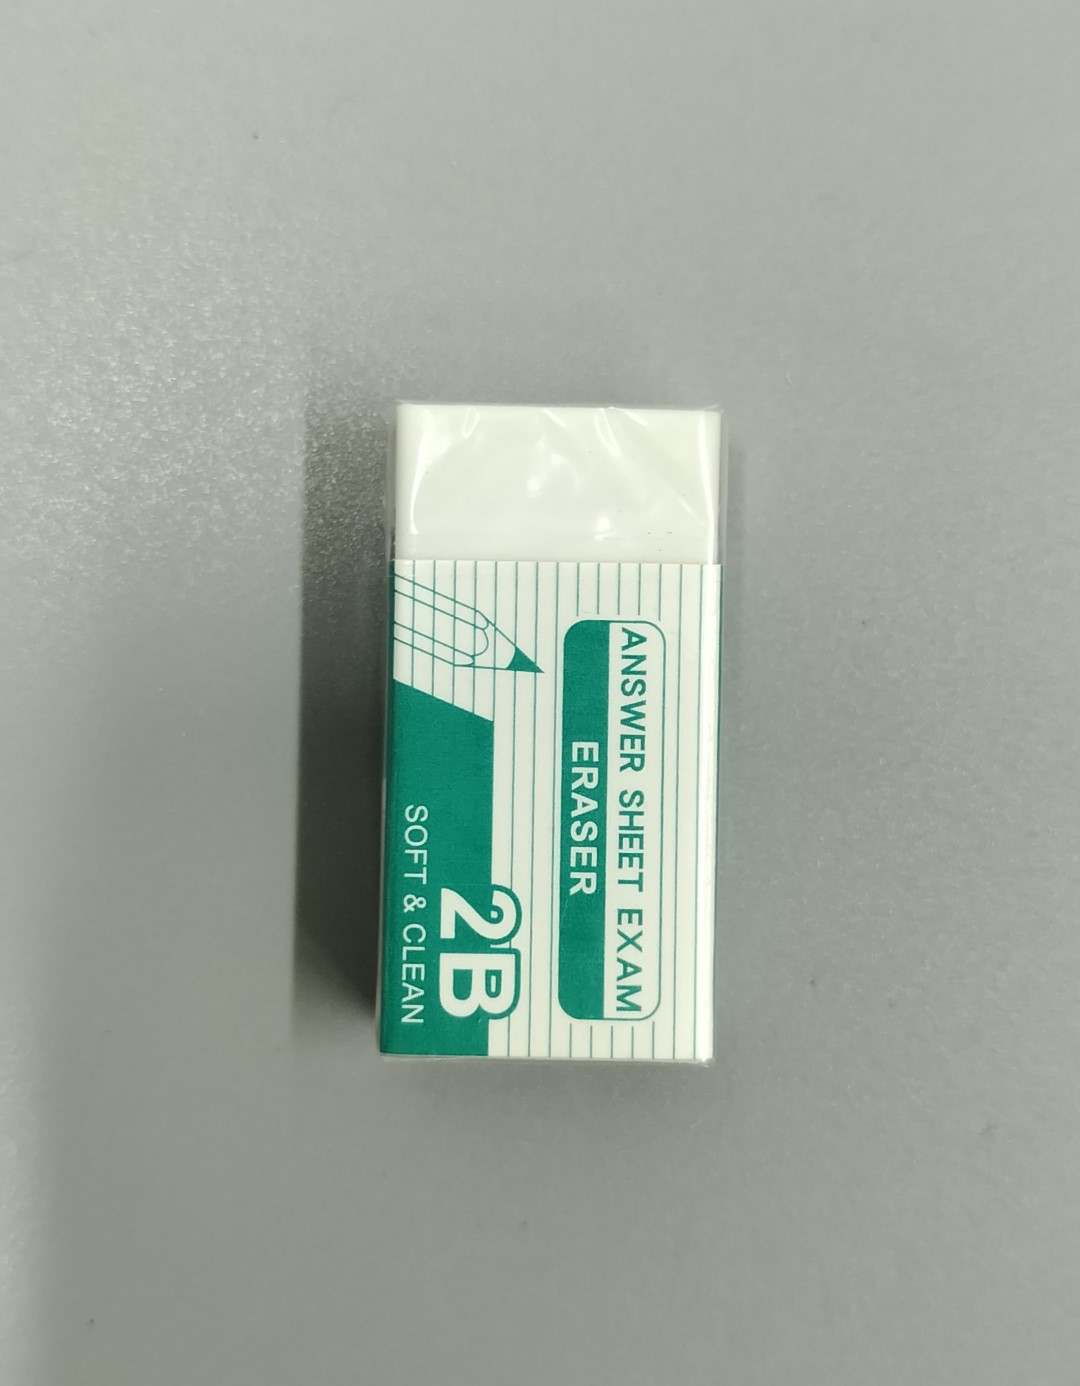 ANSWER SHEET EXAM
ERASER
2B
SOFT & CLEAN